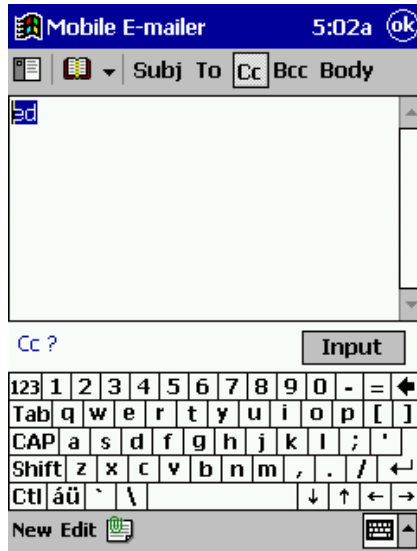 Mobile E-mailer 5:02a ok
Subj To Cc Bcc Body
ed
Cc ? Input
123 1 2 3 4 5 6 7 8 9 0 - =
Tab q w e r t y u i o p [ ]
CAP a s d f g h j k l ; '
Shift z x c v b n m , . / ↵
Ctl áü ` \ ↓ ↑ ← →
New Edit